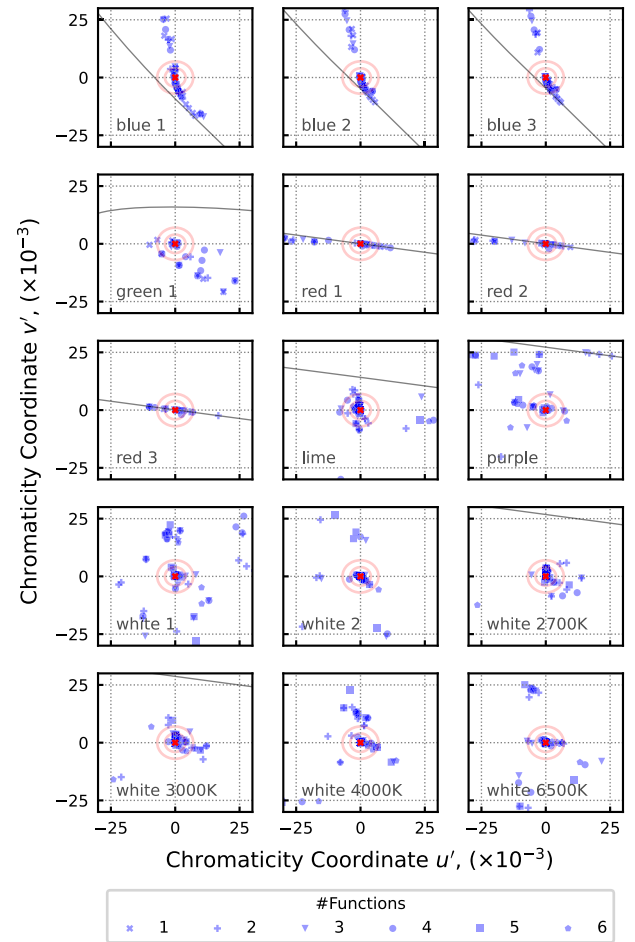 25
0
−25
blue 1
blue 2
blue 3
25
0
−25
green 1
red 1
red 2
25
0
−25
red 3
lime
purple
25
0
−25
white 1
white 2
white 2700K
25
0
−25
white 3000K
white 4000K
white 6500K
−25 0 25 −25 0 25 −25 0 25
Chromaticity Coordinate v′, (×10⁻³)
Chromaticity Coordinate u′, (×10⁻³)
#Functions
1 2 3 4 5 6